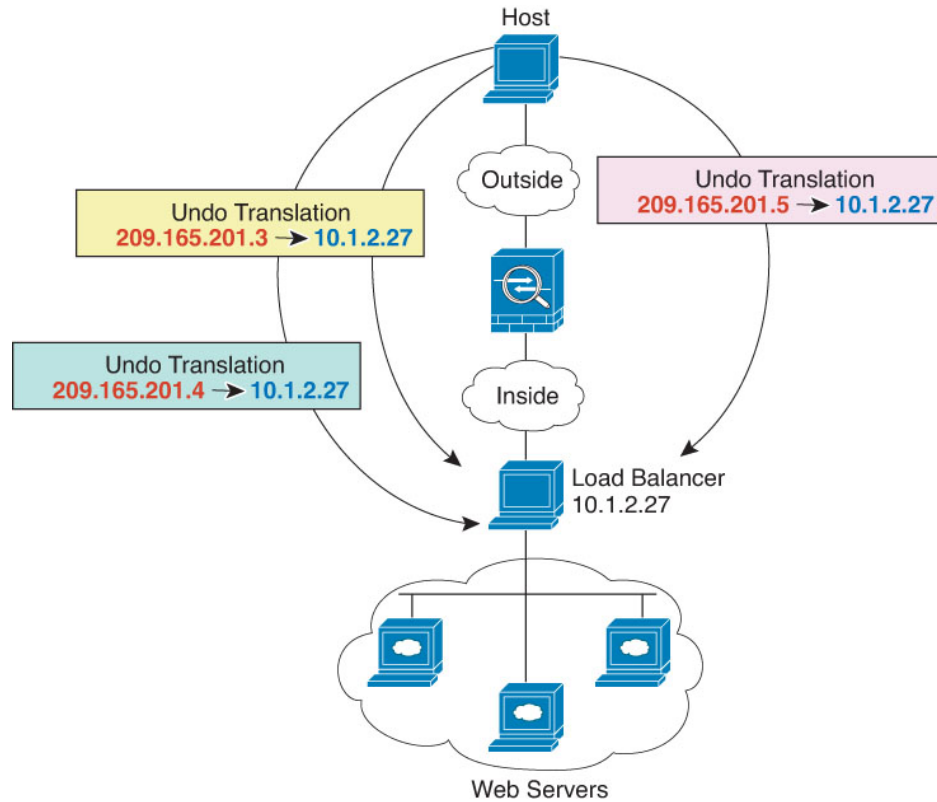 Host
Outside
Undo Translation
209.165.201.3 → 10.1.2.27
Undo Translation
209.165.201.5 → 10.1.2.27
Undo Translation
209.165.201.4 → 10.1.2.27
Inside
Load Balancer
10.1.2.27
Web Servers